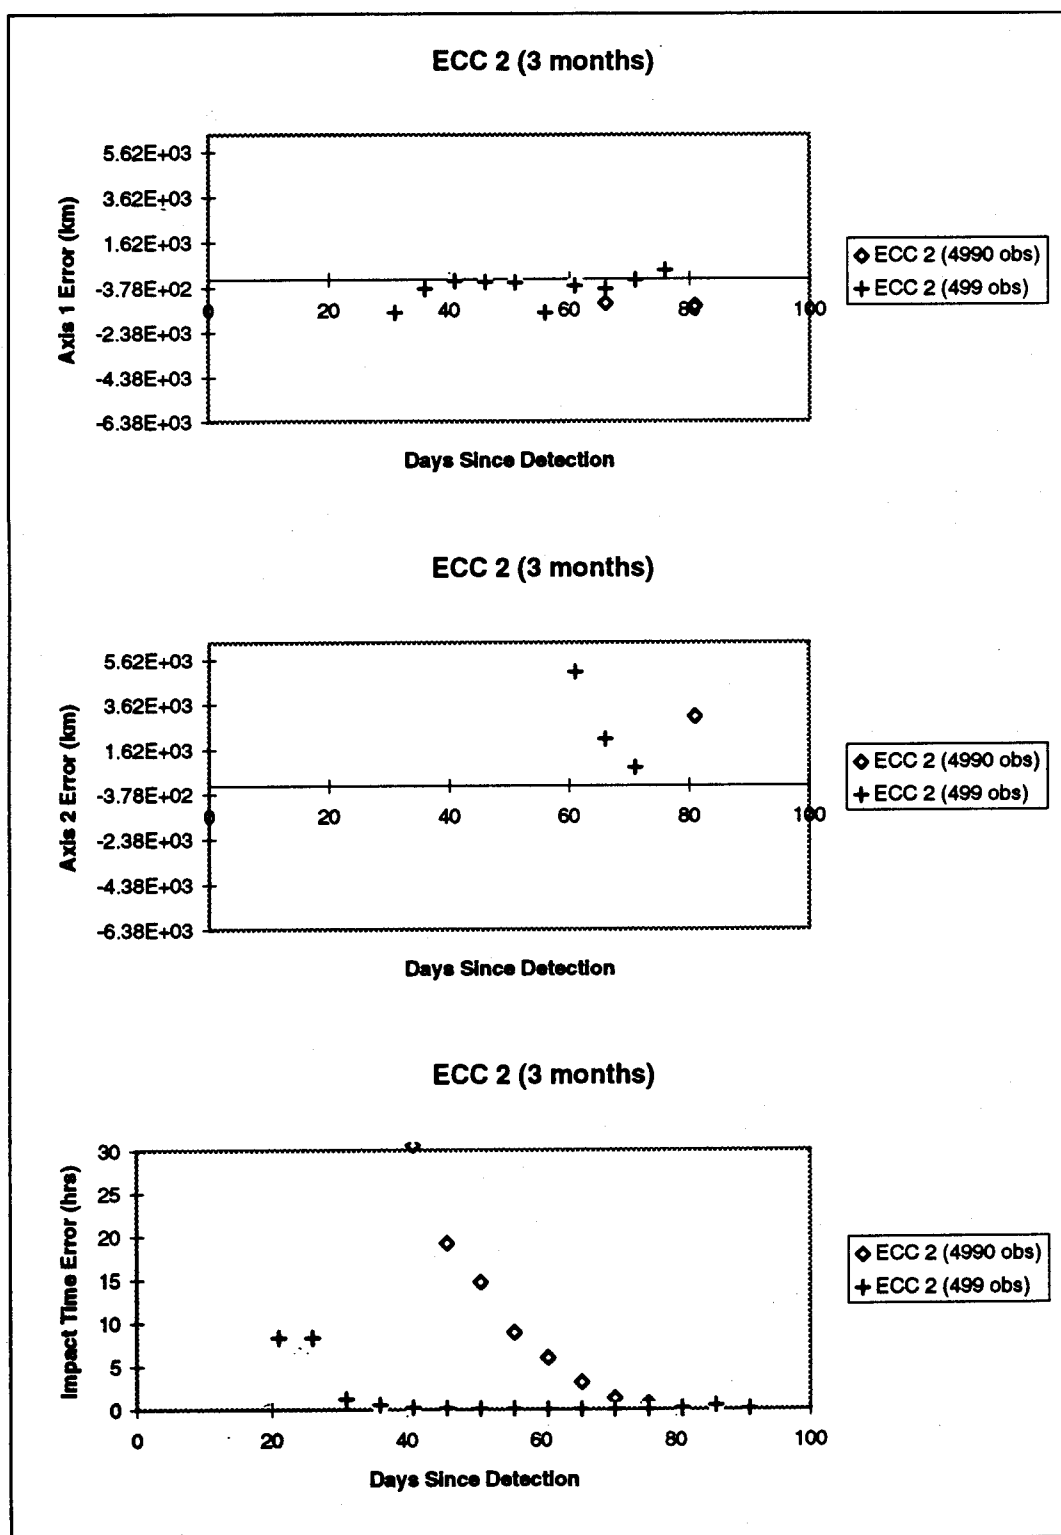 ECC 2 (3 months)
5.62E+03
3.62E+03
1.62E+03
-3.78E+02
-2.38E+03
-4.38E+03
-6.38E+03
Axis 1 Error (km)
0 20 40 60 80 100
Days Since Detection
ECC 2 (4990 obs)
ECC 2 (499 obs)
ECC 2 (3 months)
5.62E+03
3.62E+03
1.62E+03
-3.78E+02
-2.38E+03
-4.38E+03
-6.38E+03
Axis 2 Error (km)
0 20 40 60 80 100
Days Since Detection
ECC 2 (4990 obs)
ECC 2 (499 obs)
ECC 2 (3 months)
30
25
20
15
10
5
0
Impact Time Error (hrs)
0 20 40 60 80 100
Days Since Detection
ECC 2 (4990 obs)
ECC 2 (499 obs)